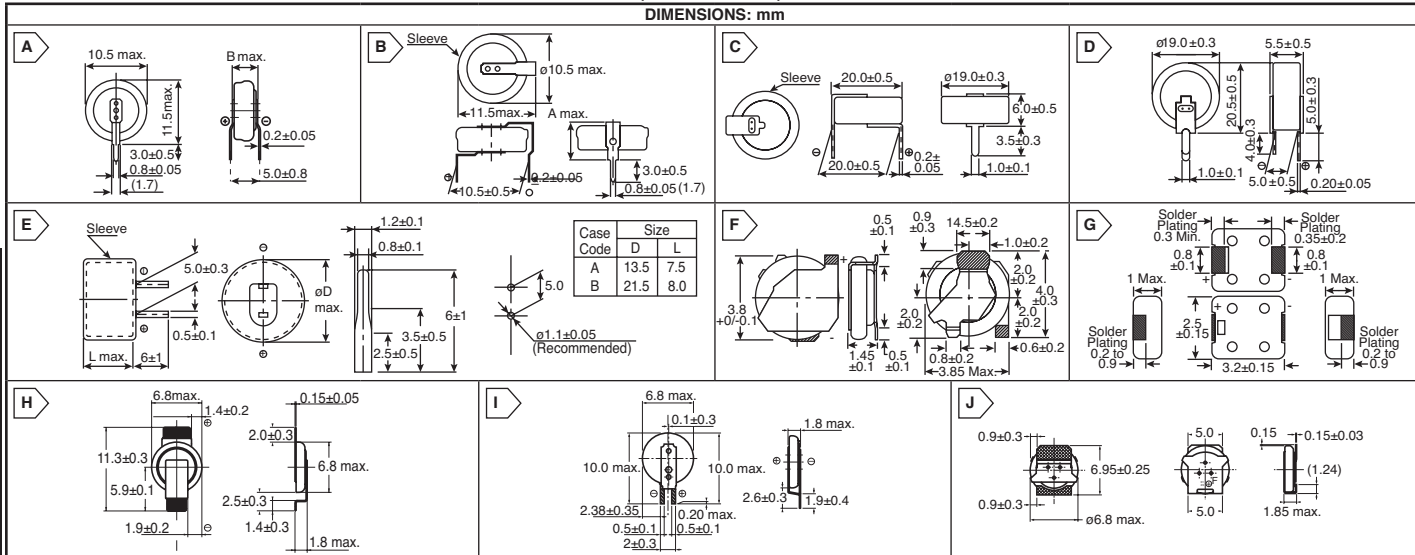 DIMENSIONS: mm
A
10.5 max.
B max.
11.5max.
3.0±0.5
0.8±0.05
(1.7)
0.2±0.05
5.0±0.8
B
Sleeve
ø10.5 max.
11.5max.
A max.
0.2±0.05
10.5±0.5
3.0±0.5
0.8±0.05 (1.7)
C
Sleeve
20.0±0.5
ø19.0±0.3
6.0±0.5
3.5±0.3
20.0±0.5
0.2±
0.05
1.0±0.1
D
ø19.0±0.3
5.5±0.5
20.5±0.5
5.0±0.3
4.0±0.3
1.0±0.1
5.0±0.5
0.20±0.05
E
Sleeve
5.0±0.3
0.5±0.1
L max.
6±1
øD
max.
1.2±0.1
0.8±0.1
6±1
3.5±0.5
2.5±0.5
5.0
ø1.1±0.05
(Recommended)
Case
Code
Size
D L
A 13.5 7.5
B 21.5 8.0
F
3.8
+0/-0.1
+
-
0.5
±0.1
1.45
±0.1
0.5
±0.1
0.9
±0.3
14.5±0.2
1.0±0.2
2.0
±0.2
4.0
±0.3
2.0
±0.2
2.0
±0.2
0.8±0.2
0.6±0.2
3.85 Max.
G
Solder
Plating
0.3 Min.
Solder
Plating
0.35±0.2
0.8
±0.1
0.8
±0.1
+ -
1 Max.
1 Max.
+ -
2.5
±0.15
3.2±0.15
Solder
Plating
0.2 to
0.9
Solder
Plating
0.2 to
0.9
H
6.8max.
1.4±0.2
11.3±0.3
5.9±0.1
1.9±0.2
0.15±0.05
2.0±0.3
6.8 max.
2.5±0.3
1.4±0.3
1.8 max.
I
6.8 max.
0.1±0.3
10.0 max.
10.0 max.
2.38±0.35
0.20 max.
0.5±0.1
0.5±0.1
2±0.3
1.8 max.
2.6±0.3
1.9±0.4
J
0.9±0.3
6.95±0.25
0.9±0.3
ø6.8 max.
5.0
5.0
0.15
0.15±0.03
(1.24)
1.85 max.